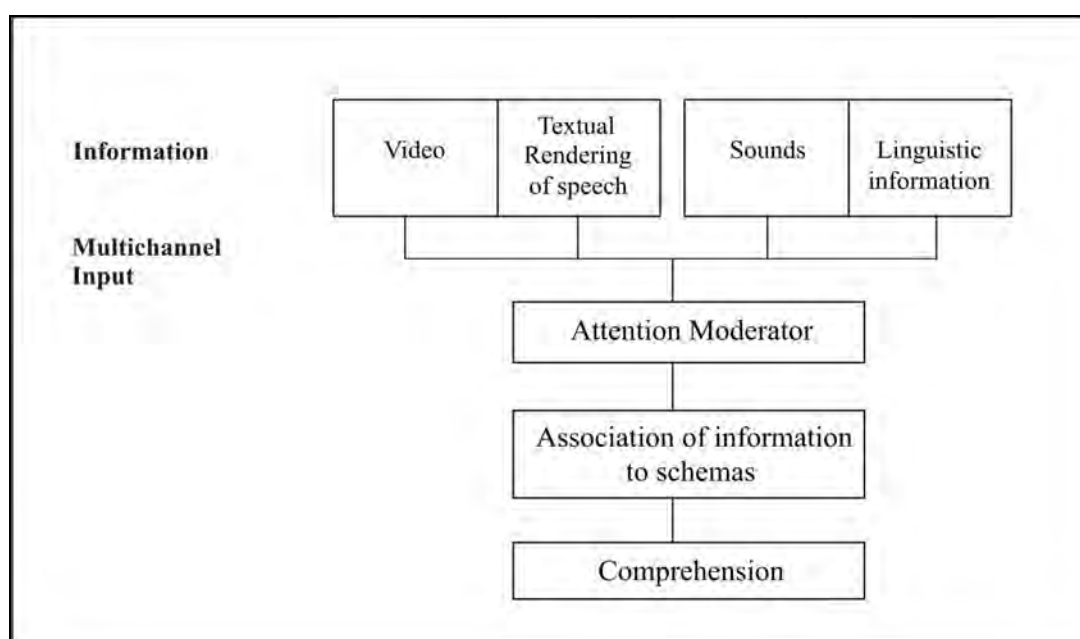 Information
Video
Textual
Rendering
of speech
Sounds
Linguistic
information
Multichannel
Input
Attention Moderator
Association of information
to schemas
Comprehension